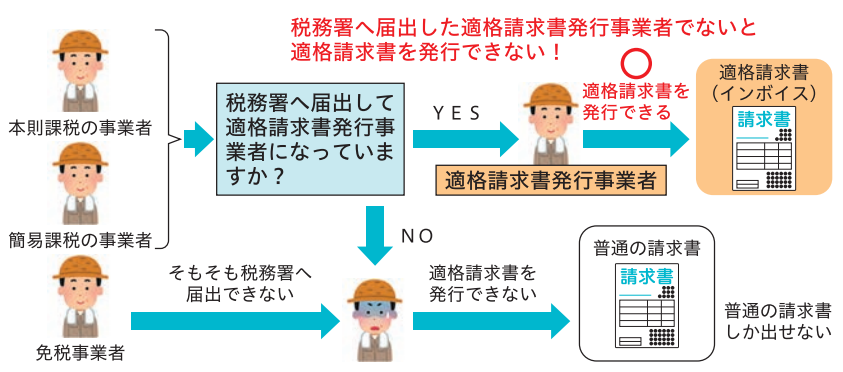 税務署へ届出した適格請求書発行事業者でないと
適格請求書を発行できない！
本則課税の事業者
簡易課税の事業者
免税事業者
税務署へ届出して
適格請求書発行事
業者になっていま
すか？
YES
適格請求書発行事業者
適格請求書を
発行できる
適格請求書
（インボイス）
請求書
NO
そもそも税務署へ
届出できない
適格請求書を
発行できない
普通の請求書
請求書
普通の請求書
しか出せない